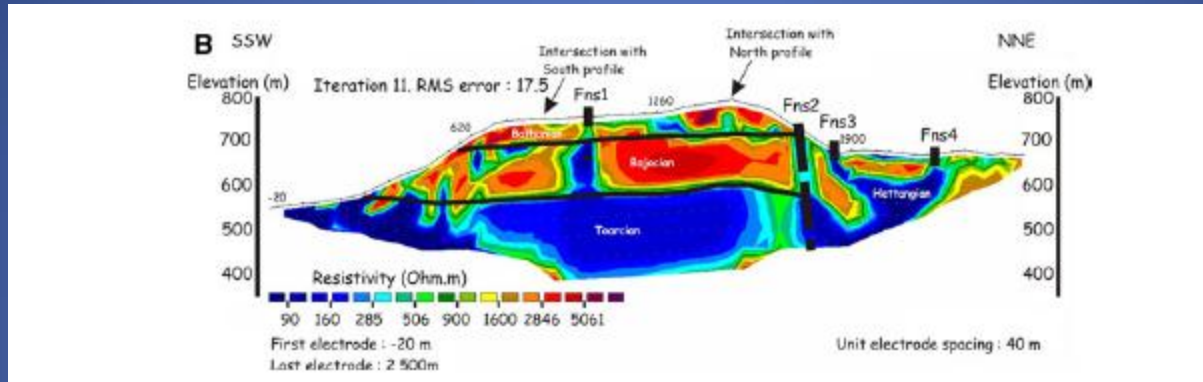 B SSW
NNE
Intersection with
South profile
Intersection with
North profile
Elevation (m)
Iteration 11. RMS error : 17.5
Fns1
1260
Fns2
Fns3
1900
Fns4
Elevation (m)
800
700
600
500
400
800
700
600
500
400
620
-20
Bathonian
Bajocian
Toarcian
Hettangian
Resistivity (Ohm.m)
90 160 285 506 900 1600 2846 5061
First electrode : -20 m
Last electrode : 2 500m
Unit electrode spacing : 40 m